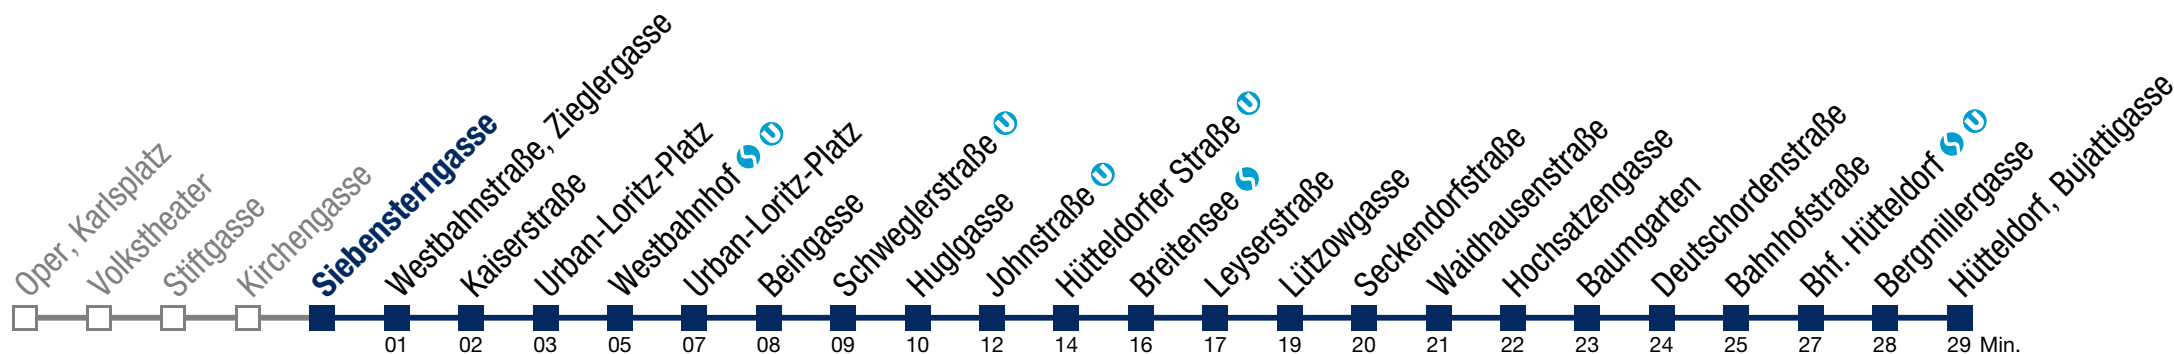 Oper, Karlsplatz
Volkstheater
Stiftgasse
Kirchengasse
Siebensterngasse
Westbahnstraße, Zieglergasse
Kaiserstraße
Urban-Loritz-Platz
Westbahnhof
Urban-Loritz-Platz
Beingasse
Schweglerstraße
Huglgasse
Johnstraße
Hütteldorfer Straße
Breitensee
Leyserstraße
Lützowgasse
Seckendorfstraße
Waidhausenstraße
Hochsatzengasse
Baumgarten
Deutschordenstraße
Bahnhofstraße
Bhf. Hütteldorf
Bergmillergasse
Hütteldorf, Bujattigasse
01 02 03 05 07 08 09 10 12 14 16 17 19 20 21 22 23 24 25 27 28 29 Min.